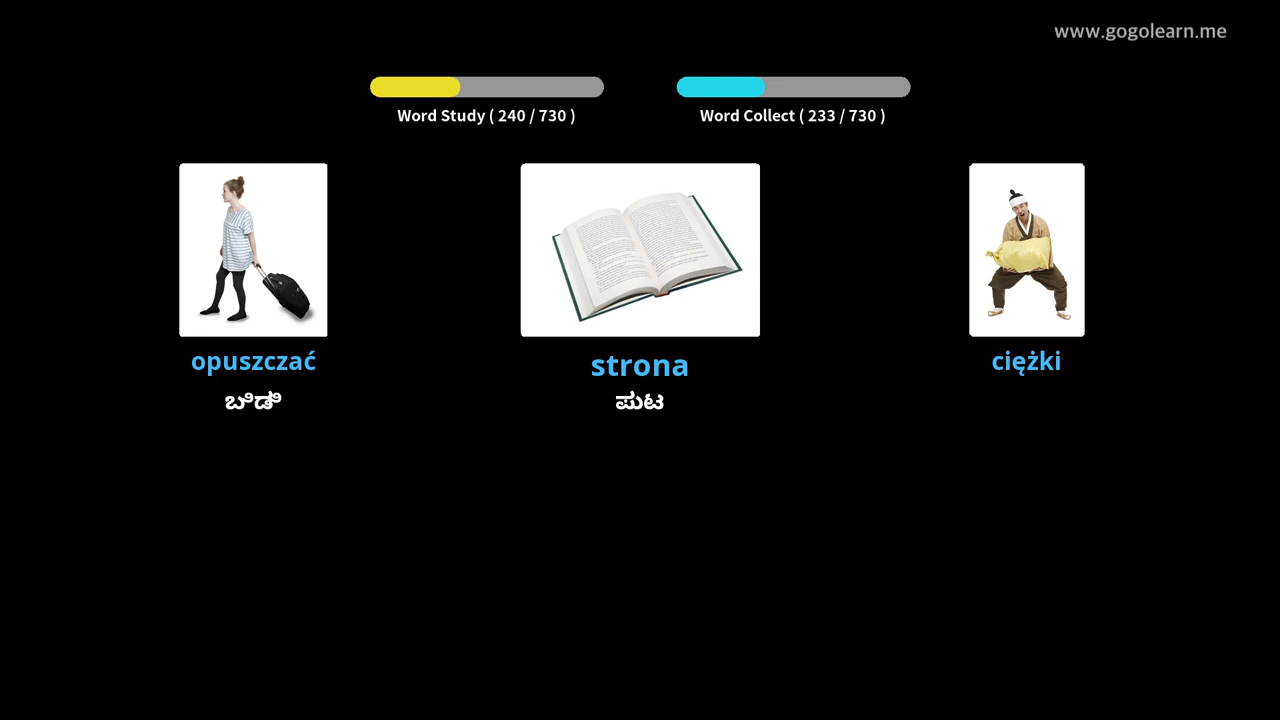 www.gogolearn.me
Word Study ( 240 / 730 )
Word Collect ( 233 / 730 )
opuszczać
strona
ciężki
ಬಿಡಿ
ಪುಟ